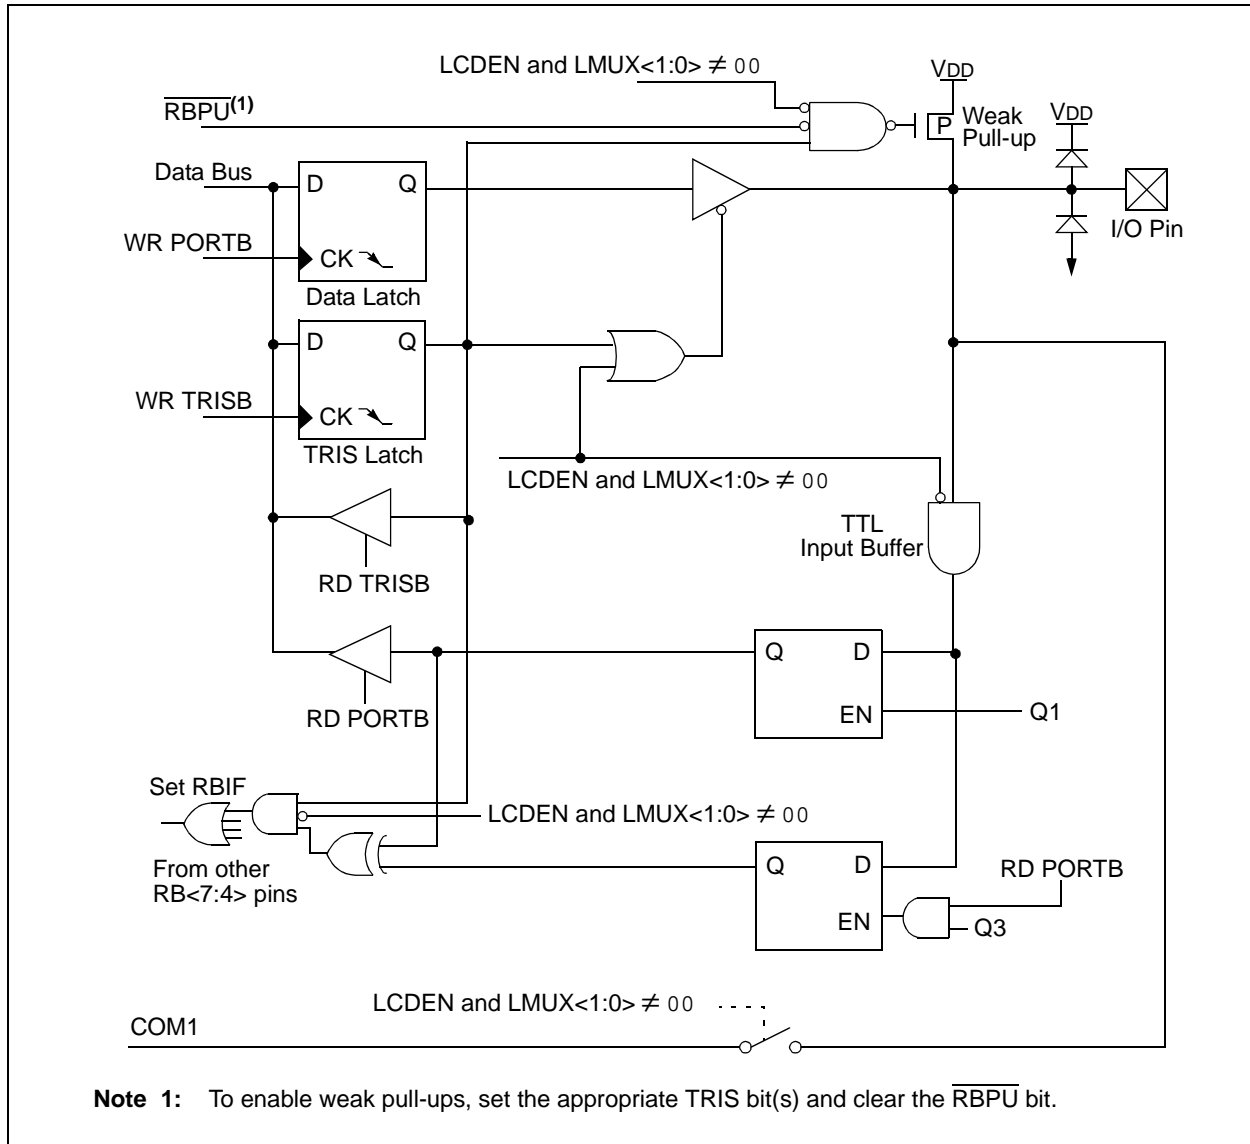 LCDEN and LMUX<1:0> ≠ 00
VDD
RBPU(1)
Weak
Pull-up
P
VDD
Data Bus
D Q
WR PORTB
CK
Data Latch
I/O Pin
D Q
WR TRISB
CK
TRIS Latch
LCDEN and LMUX<1:0> ≠ 00
TTL
Input Buffer
RD TRISB
Q D
EN
Q1
RD PORTB
Set RBIF
LCDEN and LMUX<1:0> ≠ 00
From other
RB<7:4> pins
Q D
EN
RD PORTB
Q3
LCDEN and LMUX<1:0> ≠ 00
COM1
Note 1: To enable weak pull-ups, set the appropriate TRIS bit(s) and clear the RBPU bit.